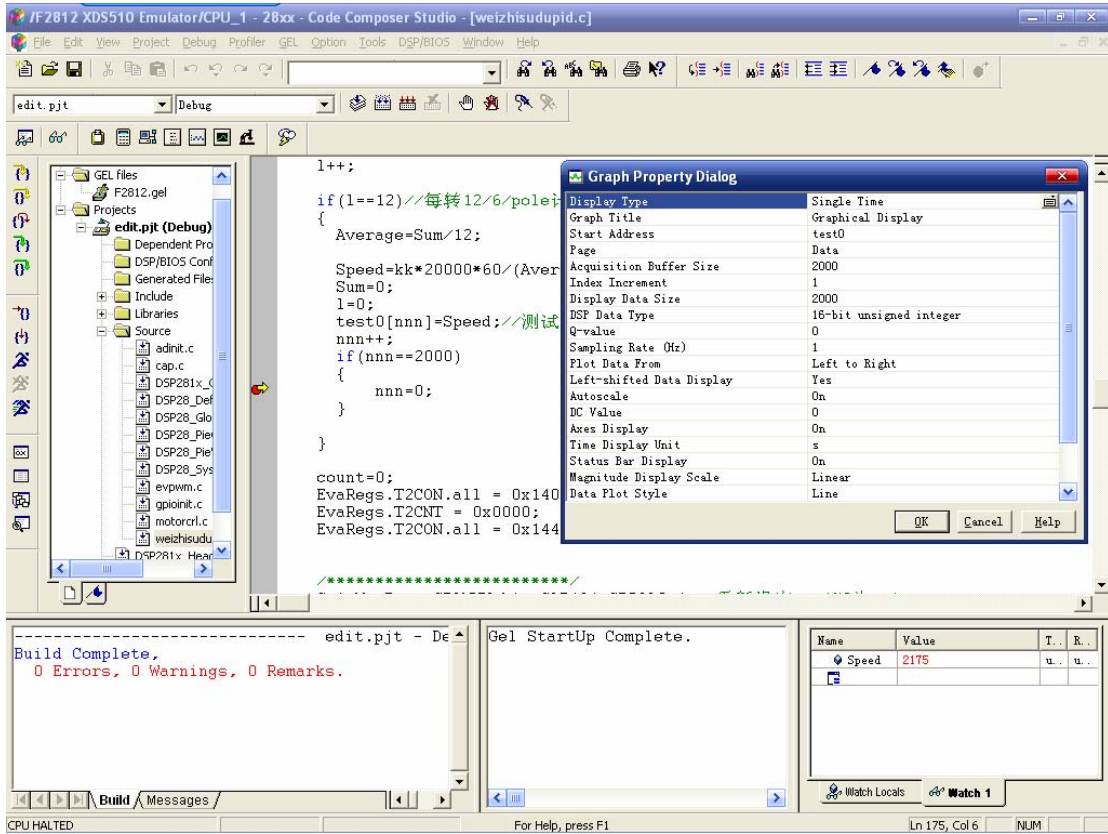 /F2812 XDS510 Emulator/CPU_1 - 28xx - Code Composer Studio - [weizhisudupid.c]
File Edit View Project Debug Profiler GEL Option Tools DSP/BIOS Window Help
edit.pjt Debug
GEL files
F2812.gel
Projects
edit.pjt (Debug)
Dependent Pro
DSP/BIOS Conf
Generated File
Include
Libraries
Source
adinit.c
cap.c
DSP281x_
DSP28_Def
DSP28_Glo
DSP28_Pie
DSP28_Pie
DSP28_Sys
evpwm.c
gpioinit.c
motorcrl.c
weizhisudu
DSP281x_Head
l++;
if(l==12)//每转12/6/pole
{
Average=Sum/12;
Speed=kk*20000*60/(Aver
Sum=0;
l=0;
test0[nnn]=Speed;//测试
nnn++;
if(nnn==2000)
{
nnn=0;
}
}
count=0;
EvaRegs.T2CON.all = 0x140
EvaRegs.T2CNT = 0x0000;
EvaRegs.T2CON.all = 0x144
/*************************/
Graph Property Dialog
Display Type Single Time
Graph Title Graphical Display
Start Address test0
Page Data
Acquisition Buffer Size 2000
Index Increment 1
Display Data Size 2000
DSP Data Type 16-bit unsigned integer
Q-value 0
Sampling Rate (Hz) 1
Plot Data From Left to Right
Left-shifted Data Display Yes
Autoscale On
DC Value 0
Axes Display On
Time Display Unit s
Status Bar Display On
Magnitude Display Scale Linear
Data Plot Style Line
OK Cancel Help
------------------------------ edit.pjt - De
Build Complete,
0 Errors, 0 Warnings, 0 Remarks.
Build Messages
Gel StartUp Complete.
Name Value T.. R..
Speed 2175 u.. u..
Watch Locals Watch 1
CPU HALTED For Help, press F1 Ln 175, Col 6 NUM